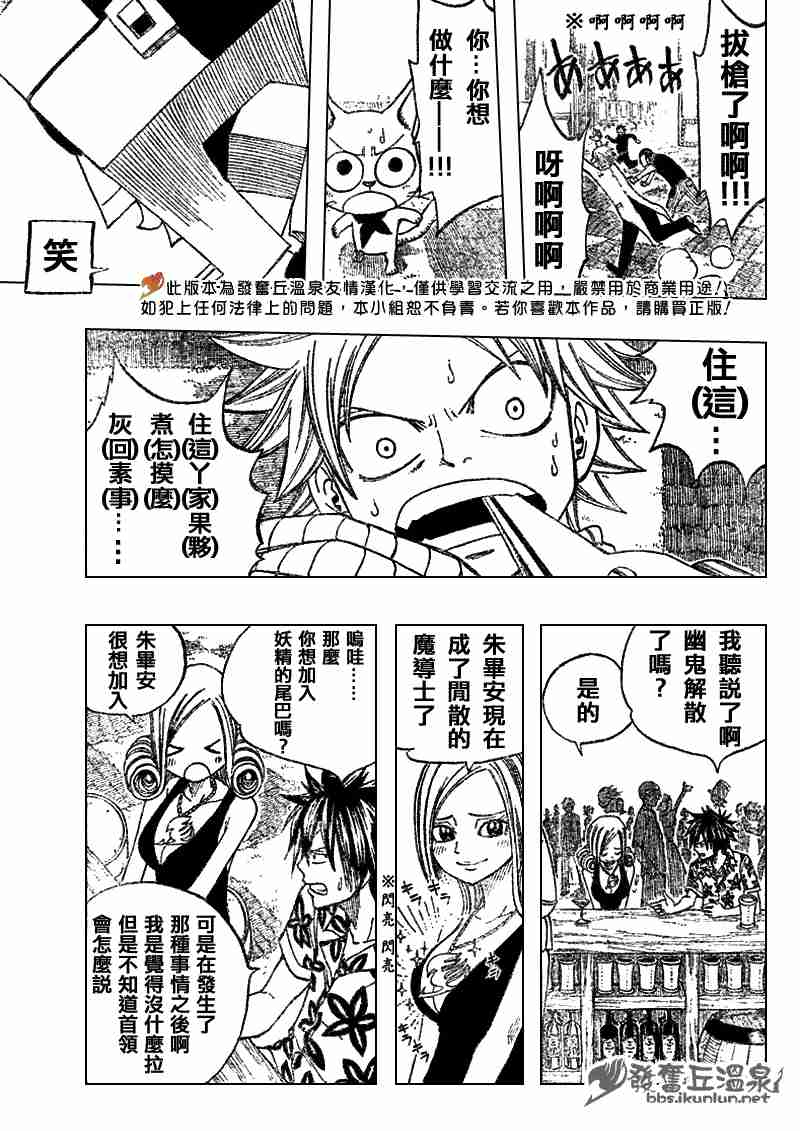 拔槍了啊啊!!!
※啊啊啊啊
ああああ
呀啊啊啊
你…你想
做什麼──!!!
笑
此版本為發奮丘溫泉友情漢化，僅供學習交流之用，嚴禁用於商業用途！
如犯上任何法律上的問題，本小組恕不負責。若你喜歡本作品，請購買正版！
住(這)…
住(這)丫(家)果(夥)
煮(怎)摸(麼)
灰(回)素(事)……
我聽説了啊
幽鬼解散
了嗎？
是的
朱畢安現在
成了閒散的
魔導士了
キラ
キラ
※閃亮 閃亮
嗚哇……
那麼
你想加入
妖精的尾巴嗎？
朱畢安
很想加入
可是在發生了
那種事情之後啊
我是覺得沒什麼拉
但是不知道首領
會怎麼説
發奮丘溫泉
bbs.ikunlun.net